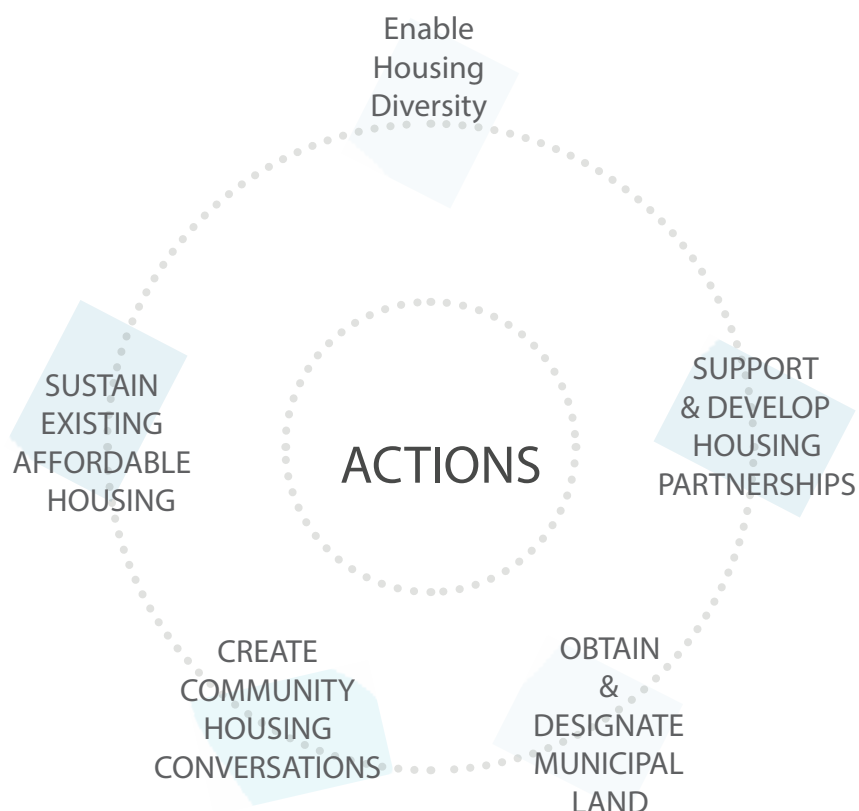 Enable
Housing
Diversity
SUPPORT
& DEVELOP
HOUSING
PARTNERSHIPS
OBTAIN
&
DESIGNATE
MUNICIPAL
LAND
CREATE
COMMUNITY
HOUSING
CONVERSATIONS
SUSTAIN
EXISTING
AFFORDABLE
HOUSING
ACTIONS